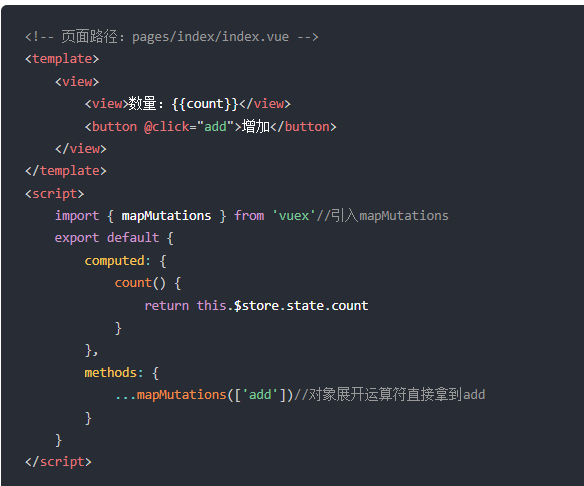 <!-- 页面路径：pages/index/index.vue -->
<template>
    <view>
        <view>数量：{{count}}</view>
        <button @click="add">增加</button>
    </view>
</template>
<script>
    import { mapMutations } from 'vuex'//引入mapMutations
    export default {
        computed: {
            count() {
                return this.$store.state.count
            }
        },
        methods: {
            ...mapMutations(['add'])//对象展开运算符直接拿到add
        }
    }
</script>